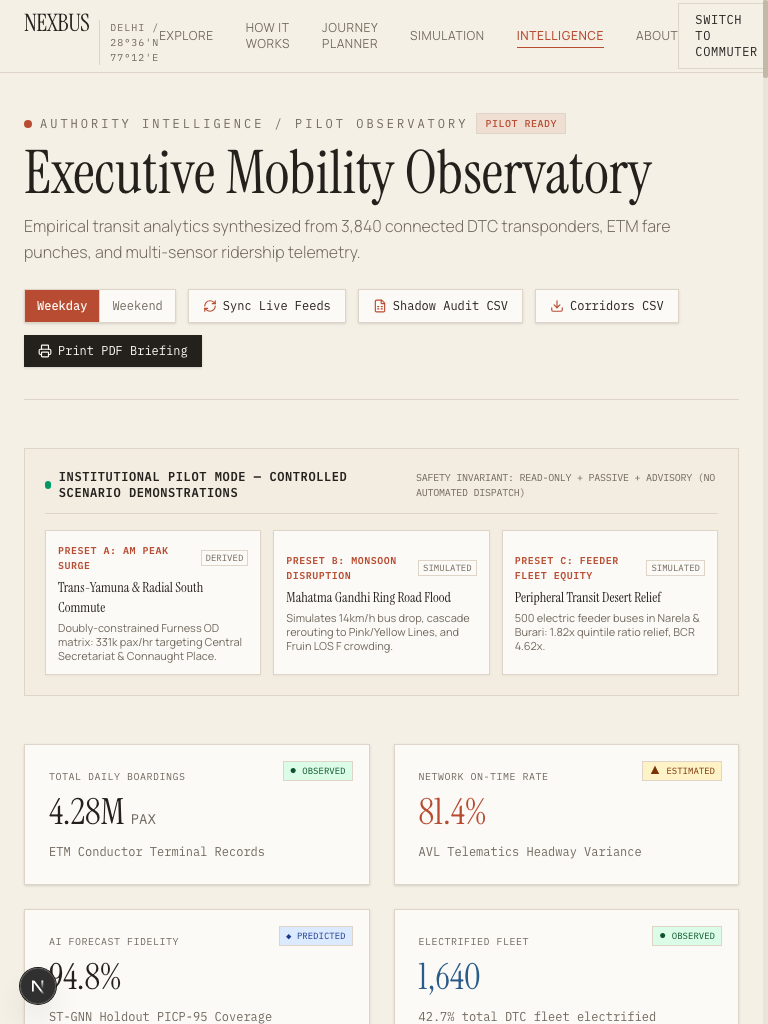 NEXBUS
DELHI /
28°36'N
77°12'E
EXPLORE
HOW IT
WORKS
JOURNEY
PLANNER
SIMULATION
INTELLIGENCE
ABOUT
SWITCH
TO
COMMUTER
AUTHORITY INTELLIGENCE / PILOT OBSERVATORY
PILOT READY
Executive Mobility Observatory
Empirical transit analytics synthesized from 3,840 connected DTC transponders, ETM fare
punches, and multi-sensor ridership telemetry.
Weekday
Weekend
Sync Live Feeds
Shadow Audit CSV
Corridors CSV
Print PDF Briefing
INSTITUTIONAL PILOT MODE — CONTROLLED
SCENARIO DEMONSTRATIONS
SAFETY INVARIANT: READ-ONLY + PASSIVE + ADVISORY (NO
AUTOMATED DISPATCH)
PRESET A: AM PEAK
SURGE
DERIVED
Trans-Yamuna & Radial South
Commute
Doubly-constrained Furness OD
matrix: 331k pax/hr targeting Central
Secretariat & Connaught Place.
PRESET B: MONSOON
DISRUPTION
SIMULATED
Mahatma Gandhi Ring Road Flood
Simulates 14km/h bus drop, cascade
rerouting to Pink/Yellow Lines, and
Fruin LOS F crowding.
PRESET C: FEEDER
FLEET EQUITY
SIMULATED
Peripheral Transit Desert Relief
500 electric feeder buses in Narela &
Burari: 1.82x quintile ratio relief, BCR
4.62x.
TOTAL DAILY BOARDINGS
OBSERVED
4.28M PAX
ETM Conductor Terminal Records
NETWORK ON-TIME RATE
ESTIMATED
81.4%
AVL Telematics Headway Variance
AI FORECAST FIDELITY
PREDICTED
94.8%
ST-GNN Holdout PICP-95 Coverage
ELECTRIFIED FLEET
OBSERVED
1,640
42.7% total DTC fleet electrified
N